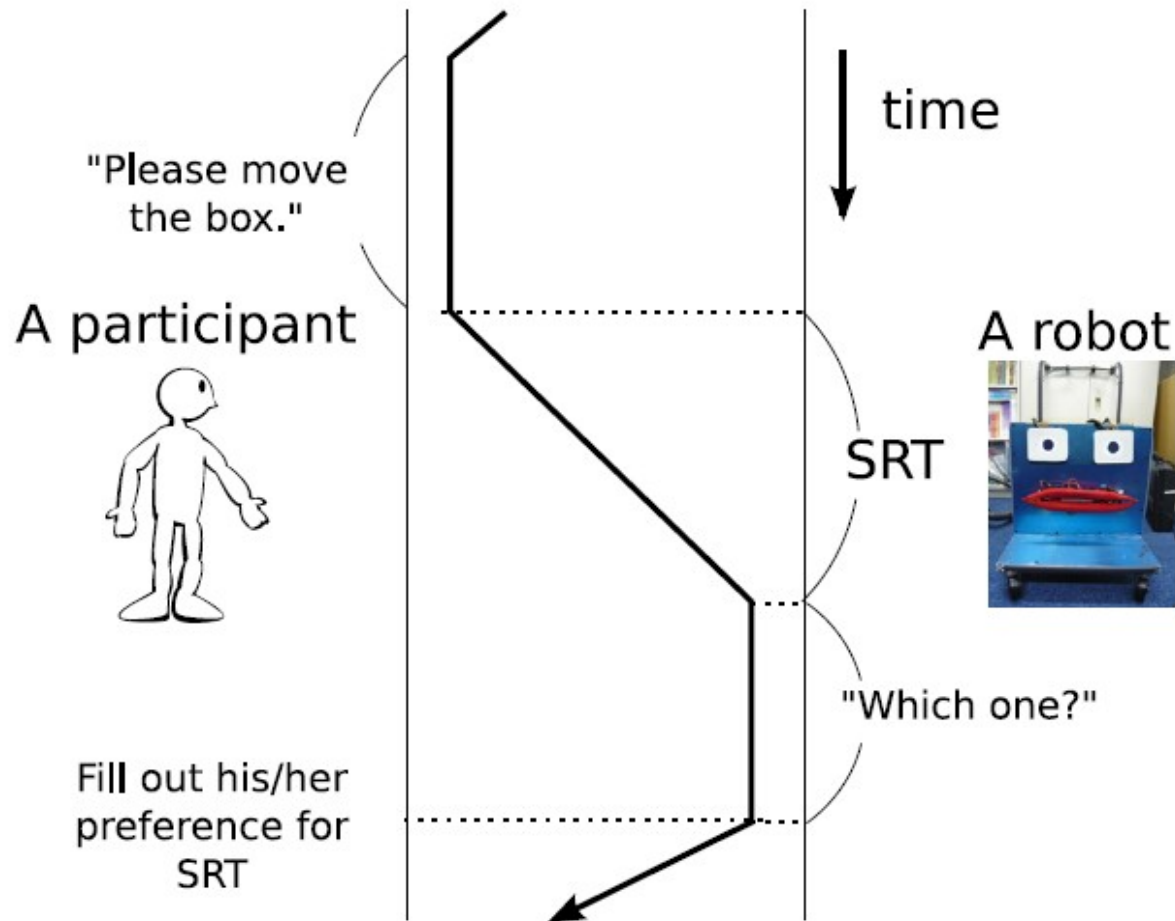 time
"Please move
the box."
A participant
A robot
SRT
"Which one?"
Fill out his/her
preference for
SRT